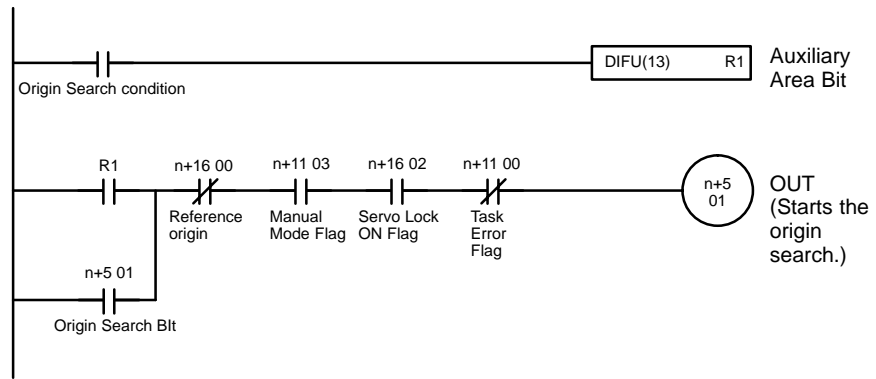 DIFU(13) R1
Auxiliary
Area Bit
Origin Search condition
R1
n+16 00
n+11 03
n+16 02
n+11 00
n+5
01
OUT
(Starts the
origin
search.)
Reference
origin
Manual
Mode Flag
Servo Lock
ON Flag
Task
Error
Flag
n+5 01
Origin Search BIt